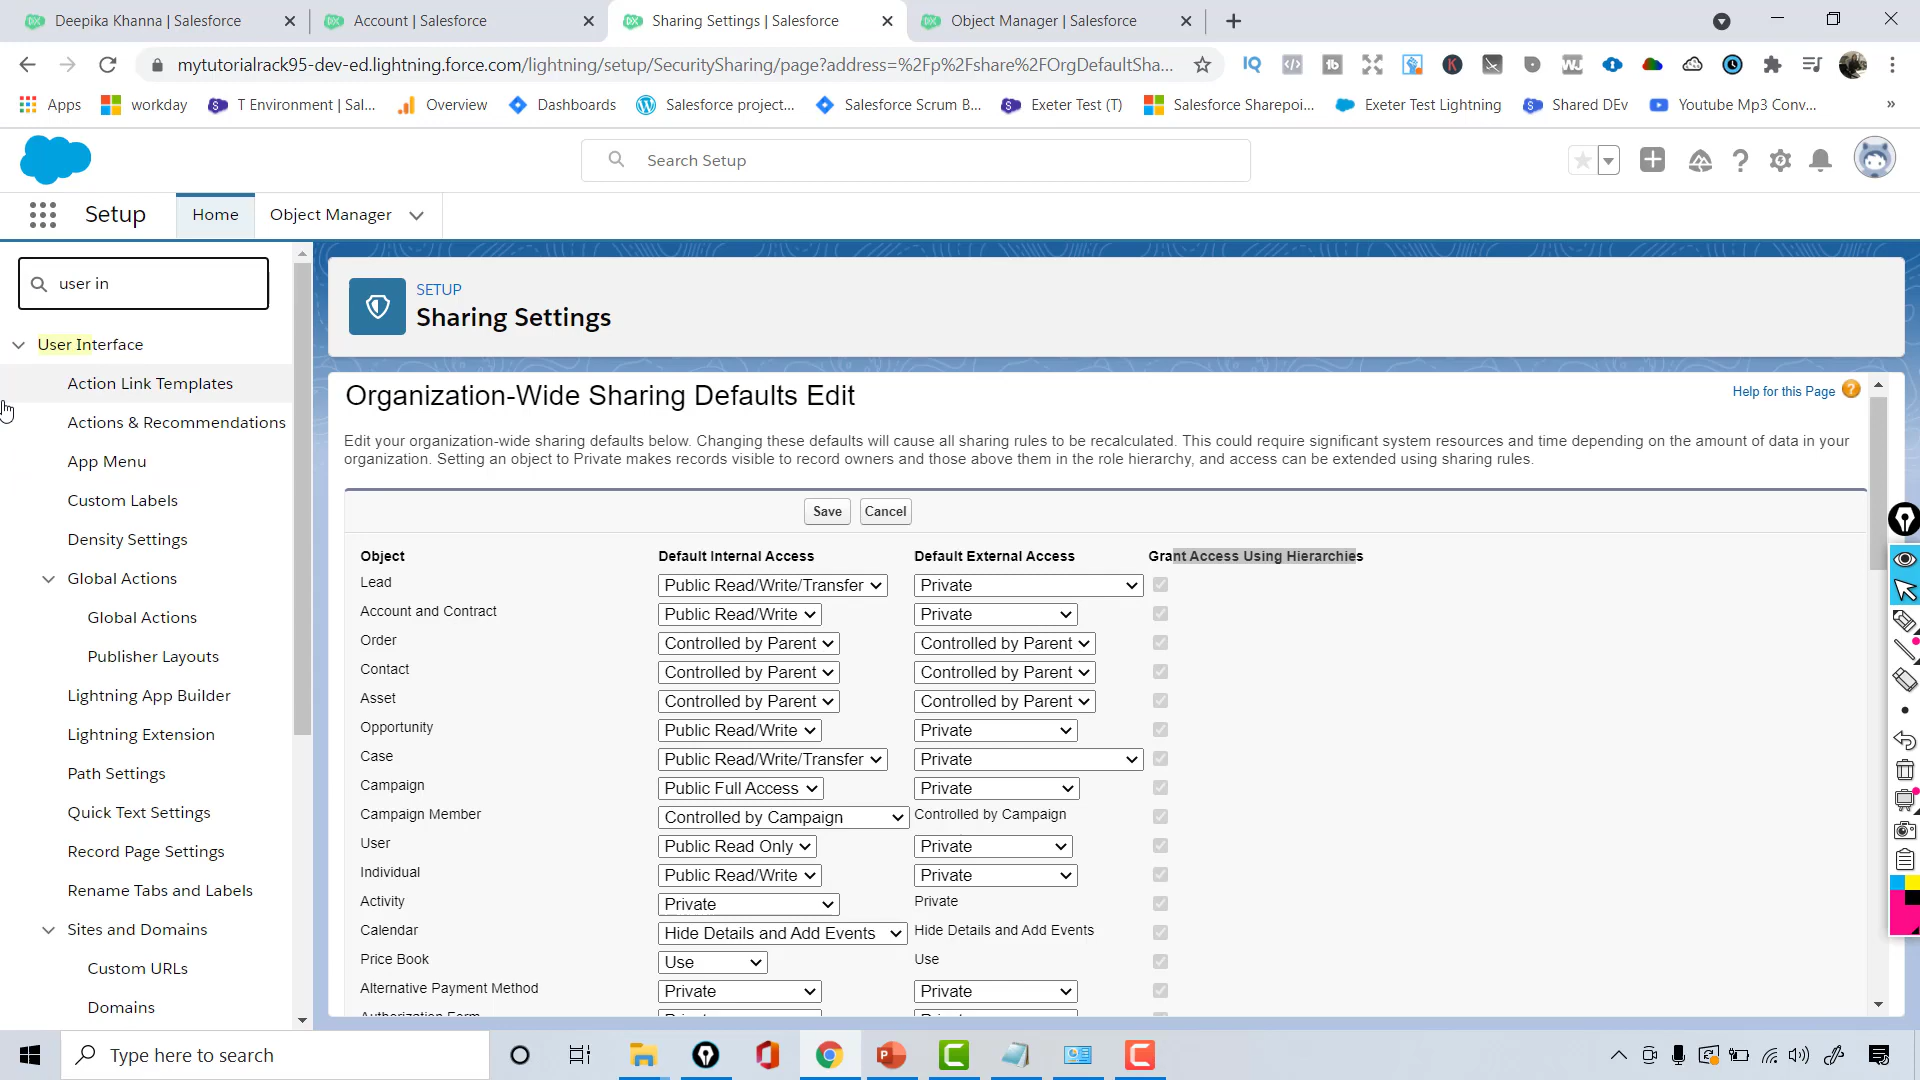 Deepika Khanna | Salesforce
Account | Salesforce
Sharing Settings | Salesforce
Object Manager | Salesforce
mytutorialrack95-dev-ed.lightning.force.com/lightning/setup/SecuritySharing/page?address=%2Fp%2Fshare%2FOrgDefaultSha...
Apps
workday
T Environment | Sal...
Overview
Dashboards
Salesforce project...
Salesforce Scrum B...
Exeter Test (T)
Salesforce Sharepoi...
Exeter Test Lightning
Shared DEv
Youtube Mp3 Conv...
»
Search Setup
Setup
Home
Object Manager
user in
User Interface
Action Link Templates
Actions & Recommendations
App Menu
Custom Labels
Density Settings
Global Actions
Global Actions
Publisher Layouts
Lightning App Builder
Lightning Extension
Path Settings
Quick Text Settings
Record Page Settings
Rename Tabs and Labels
Sites and Domains
Custom URLs
Domains
SETUP
Sharing Settings
Organization-Wide Sharing Defaults Edit
Help for this Page
Edit your organization-wide sharing defaults below. Changing these defaults will cause all sharing rules to be recalculated. This could require significant system resources and time depending on the amount of data in your
organization. Setting an object to Private makes records visible to record owners and those above them in the role hierarchy, and access can be extended using sharing rules.
Save Cancel
Object Default Internal Access Default External Access Grant Access Using Hierarchies
Lead Public Read/Write/Transfer Private
Account and Contract Public Read/Write Private
Order Controlled by Parent Controlled by Parent
Contact Controlled by Parent Controlled by Parent
Asset Controlled by Parent Controlled by Parent
Opportunity Public Read/Write Private
Case Public Read/Write/Transfer Private
Campaign Public Full Access Private
Campaign Member Controlled by Campaign Controlled by Campaign
User Public Read Only Private
Individual Public Read/Write Private
Activity Private Private
Calendar Hide Details and Add Events Hide Details and Add Events
Price Book Use Use
Alternative Payment Method Private Private
Type here to search